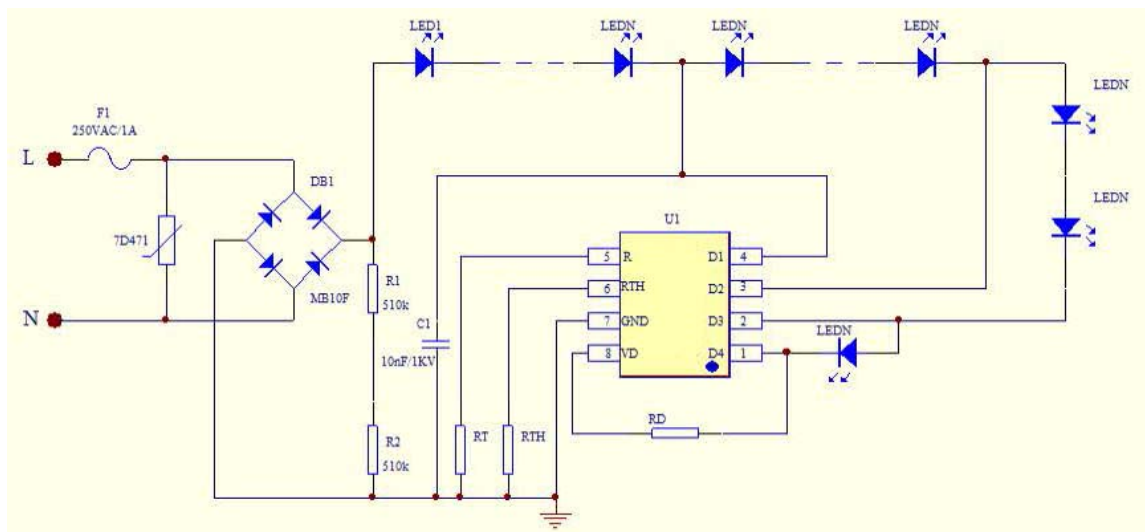 LED1
LEDN
LEDN
LEDN
LEDN
F1
250VAC/1A
L
DB1
LEDN
7D471
U1
5
R
D1
4
MB10F
R1
510k
6
RTH
D2
3
N
C1
7
GND
D3
2
LEDN
10nF/1KV
8
VD
D4
1
RD
R2
510k
RT
RTH